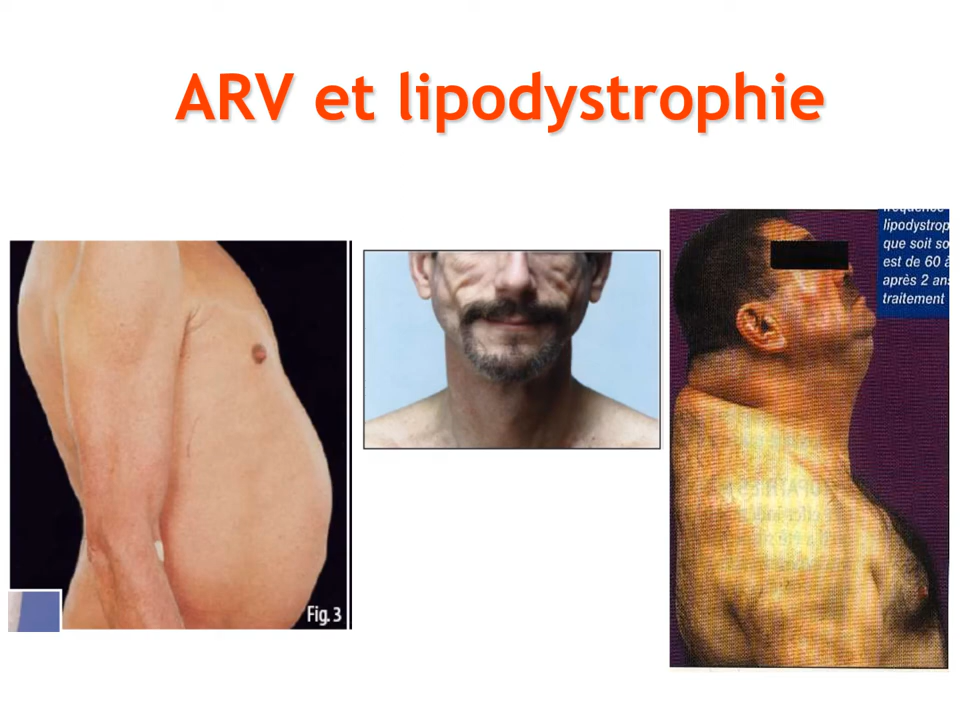 ARV et lipodystrophie
lipodystrop
que soit so
est de 60 à
après 2 ans
traitement
Fig. 3